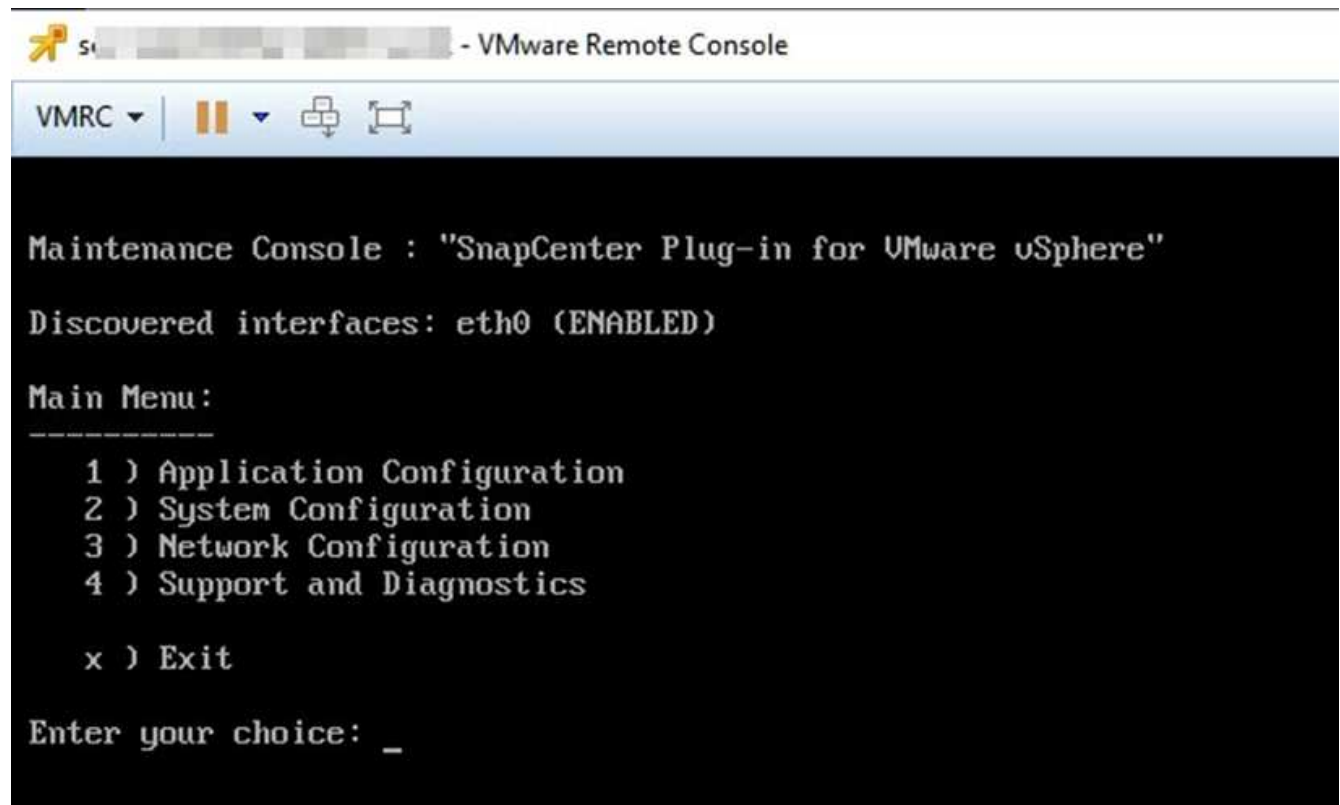 - VMware Remote Console
VMRC
Maintenance Console : "SnapCenter Plug-in for VMware vSphere"
Discovered interfaces: eth0 (ENABLED)
Main Menu:
----------
1 ) Application Configuration
2 ) System Configuration
3 ) Network Configuration
4 ) Support and Diagnostics
x ) Exit
Enter your choice: _